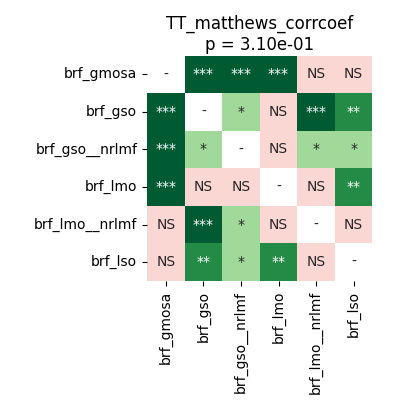 TT_matthews_corrcoef
p = 3.10e-01
brf_gmosa - *** *** *** NS NS
brf_gso *** - * NS *** **
brf_gso__nrlmf *** * - NS * *
brf_lmo *** NS NS - NS **
brf_lmo__nrlmf NS *** * NS - NS
brf_lso NS ** * ** NS -
brf_gmosa
brf_gso
brf_gso__nrlmf
brf_lmo
brf_lmo__nrlmf
brf_lso